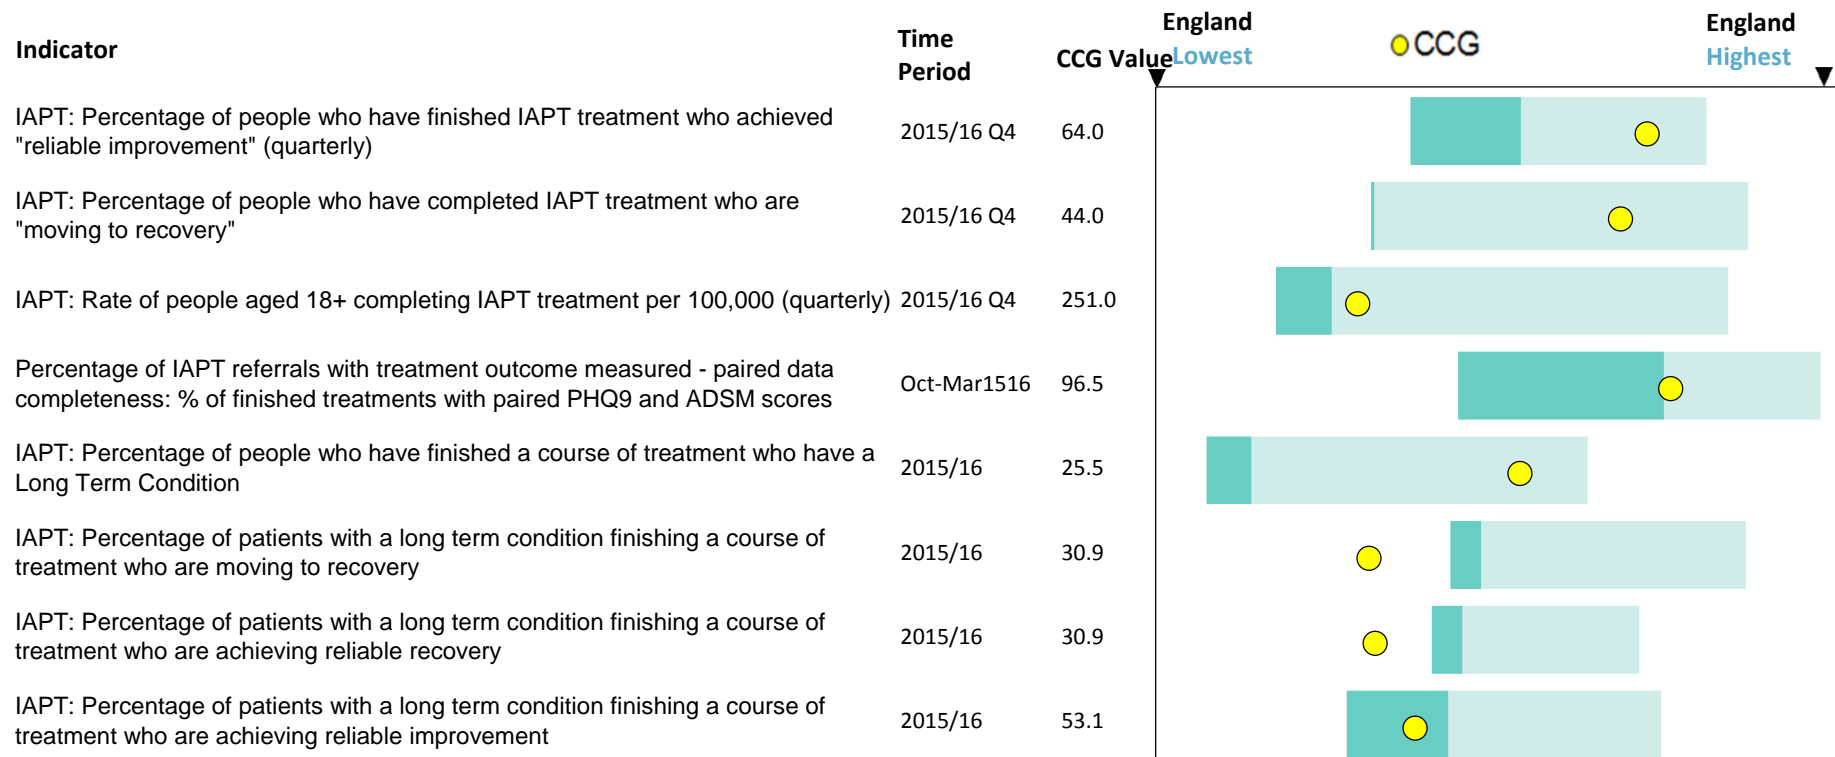 Indicator
Time
Period
CCG Value
England
Lowest
CCG
England
Highest
IAPT: Percentage of people who have finished IAPT treatment who achieved
"reliable improvement" (quarterly)
2015/16 Q4
64.0
IAPT: Percentage of people who have completed IAPT treatment who are
"moving to recovery"
2015/16 Q4
44.0
IAPT: Rate of people aged 18+ completing IAPT treatment per 100,000 (quarterly)
2015/16 Q4
251.0
Percentage of IAPT referrals with treatment outcome measured - paired data
completeness: % of finished treatments with paired PHQ9 and ADSM scores
Oct-Mar1516
96.5
IAPT: Percentage of people who have finished a course of treatment who have a
Long Term Condition
2015/16
25.5
IAPT: Percentage of patients with a long term condition finishing a course of
treatment who are moving to recovery
2015/16
30.9
IAPT: Percentage of patients with a long term condition finishing a course of
treatment who are achieving reliable recovery
2015/16
30.9
IAPT: Percentage of patients with a long term condition finishing a course of
treatment who are achieving reliable improvement
2015/16
53.1